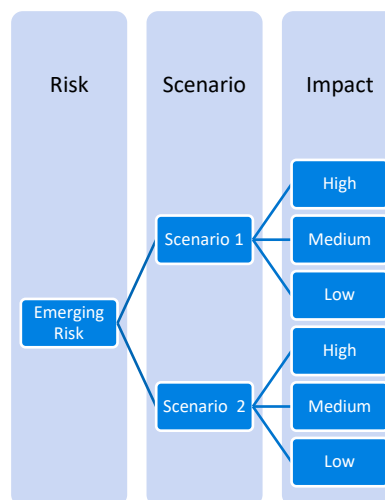 Risk
Scenario
Impact
Emerging
Risk
Scenario 1
High
Medium
Low
Scenario  2
High
Medium
Low